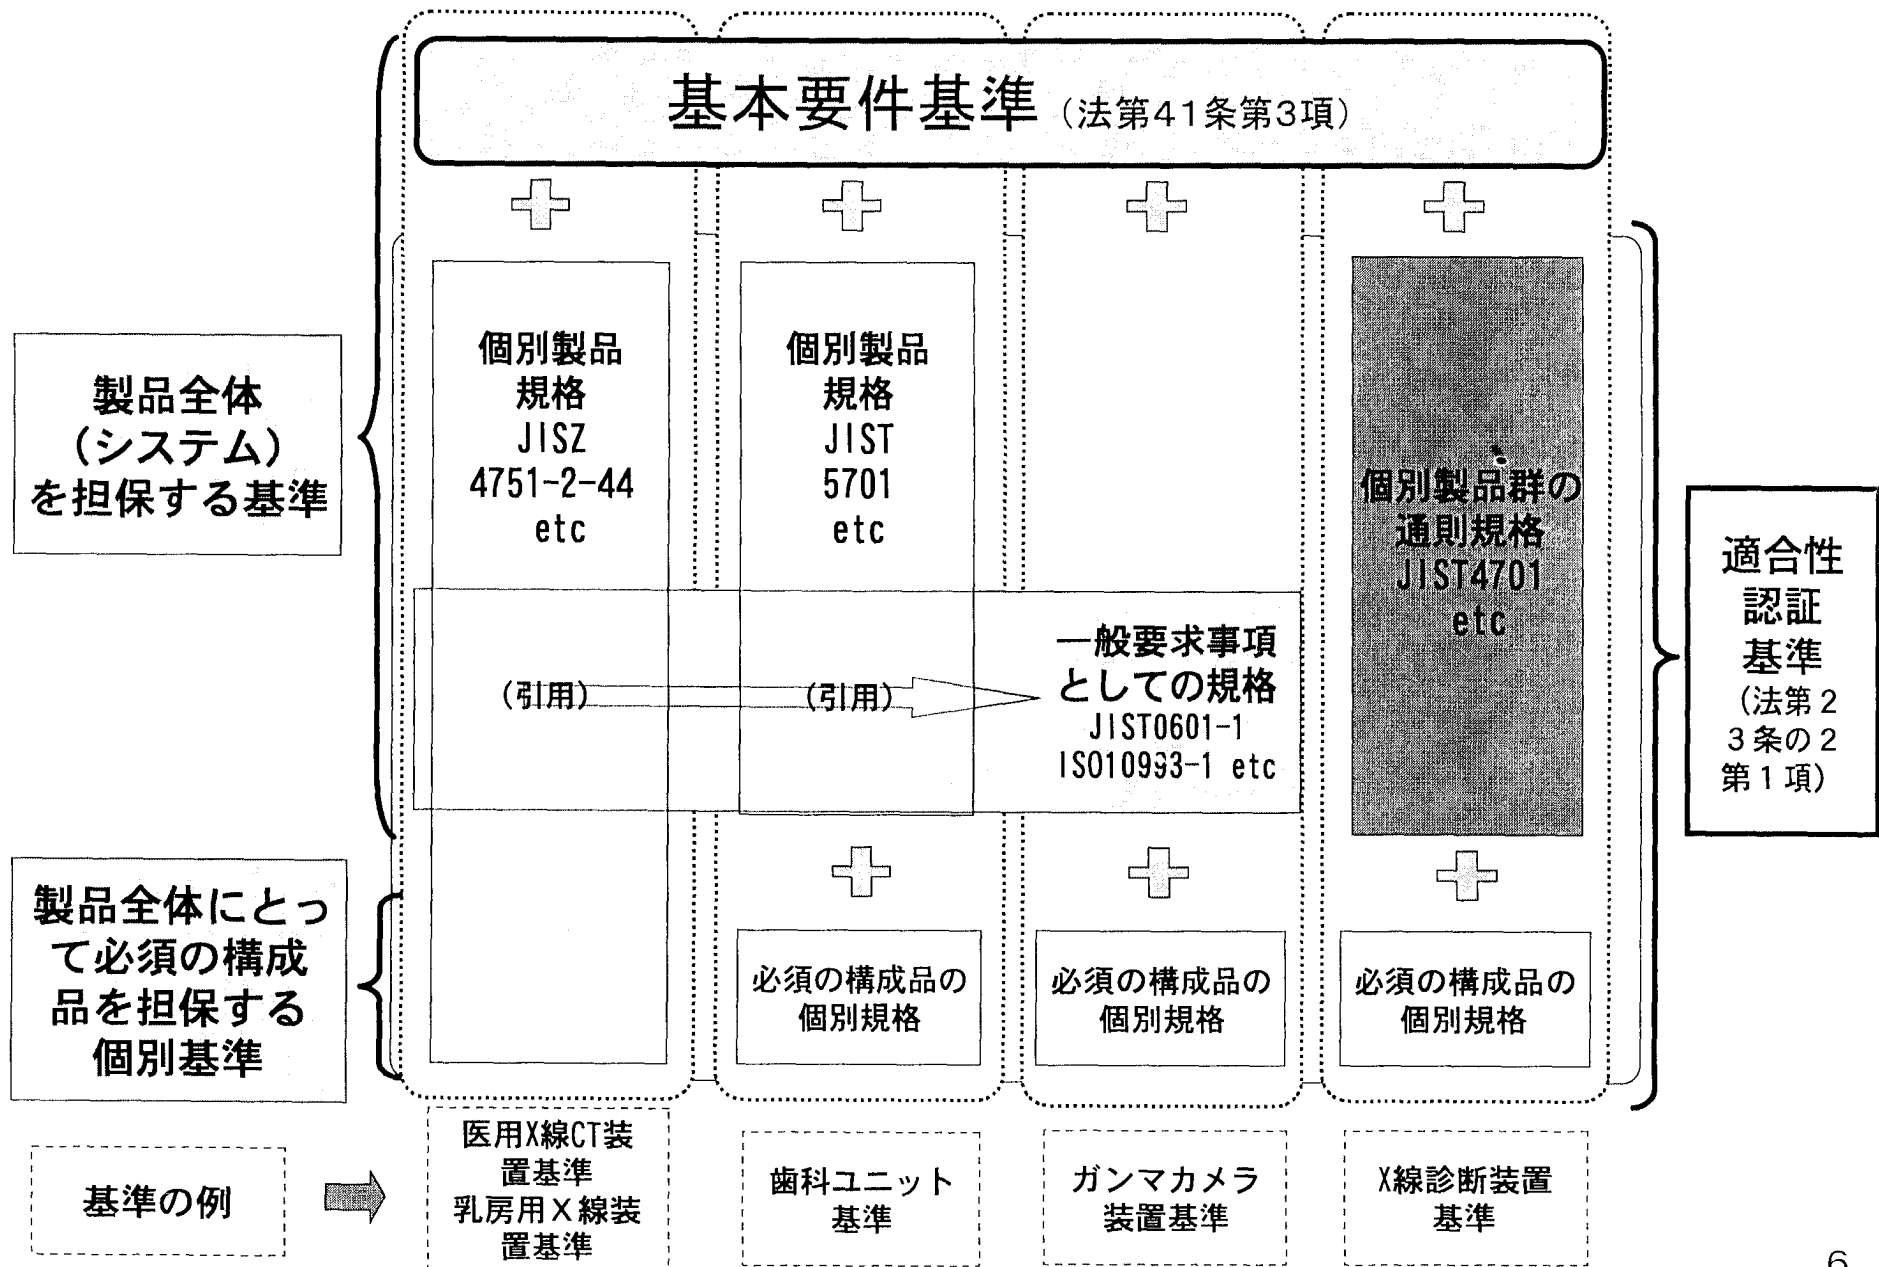 基本要件基準（法第41条第3項）
製品全体
（システム）
を担保する基準
個別製品
規格
JISZ
4751-2-44
etc
個別製品
規格
JIST
5701
etc
個別製品群の
通則規格
JIST4701
etc
(引用)
(引用)
一般要求事項
としての規格
JIST0601-1
ISO10993-1 etc
適合性
認証
基準
（法第２
３条の２
第１項）
製品全体にとっ
て必須の構成
品を担保する
個別基準
必須の構成品の
個別規格
必須の構成品の
個別規格
必須の構成品の
個別規格
基準の例
医用X線CT装
置基準
乳房用Ｘ線装
置基準
歯科ユニット
基準
ガンマカメラ
装置基準
X線診断装置
基準
6